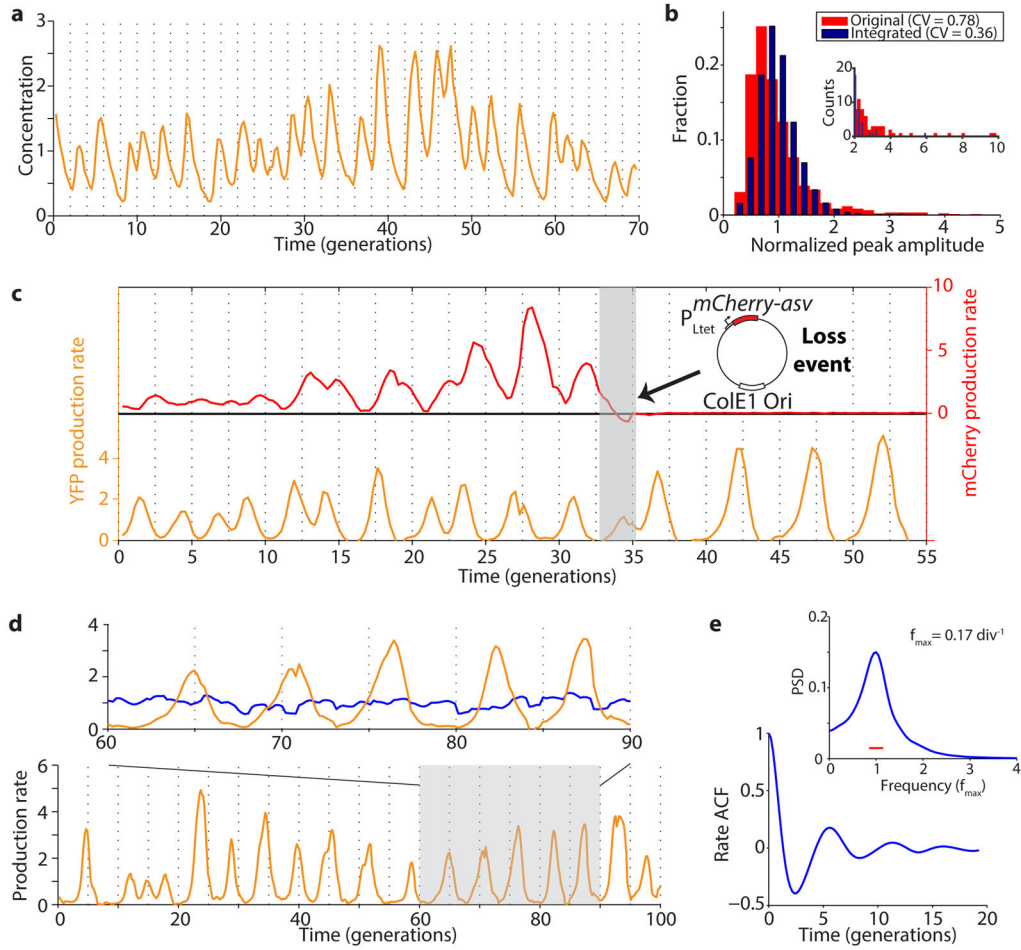 a
Concentration
3
2
1
0
0 10 20 30 40 50 60 70
Time (generations)
b
Fraction
0.2
0.1
0
Original (CV = 0.78)
Integrated (CV = 0.36)
Counts
20
10
0
2 4 6 8 10
0 1 2 3 4 5
Normalized peak amplitude
c
YFP production rate
4
2
0
mCherry-asv
PLtet
Loss
event
ColE1 Ori
10
5
0
mCherry production rate
0 5 10 15 20 25 30 35 40 45 50 55
Time (generations)
d
4
2
0
60 70 80 90
Production rate
6
4
2
0
0 20 40 60 80 100
Time (generations)
e
0.2
0.1
0
PSD
fmax= 0.17 div-1
0 1 2 3 4
Frequency (fmax)
Rate ACF
1
0.5
0
−0.5
0 5 10 15 20
Time (generations)